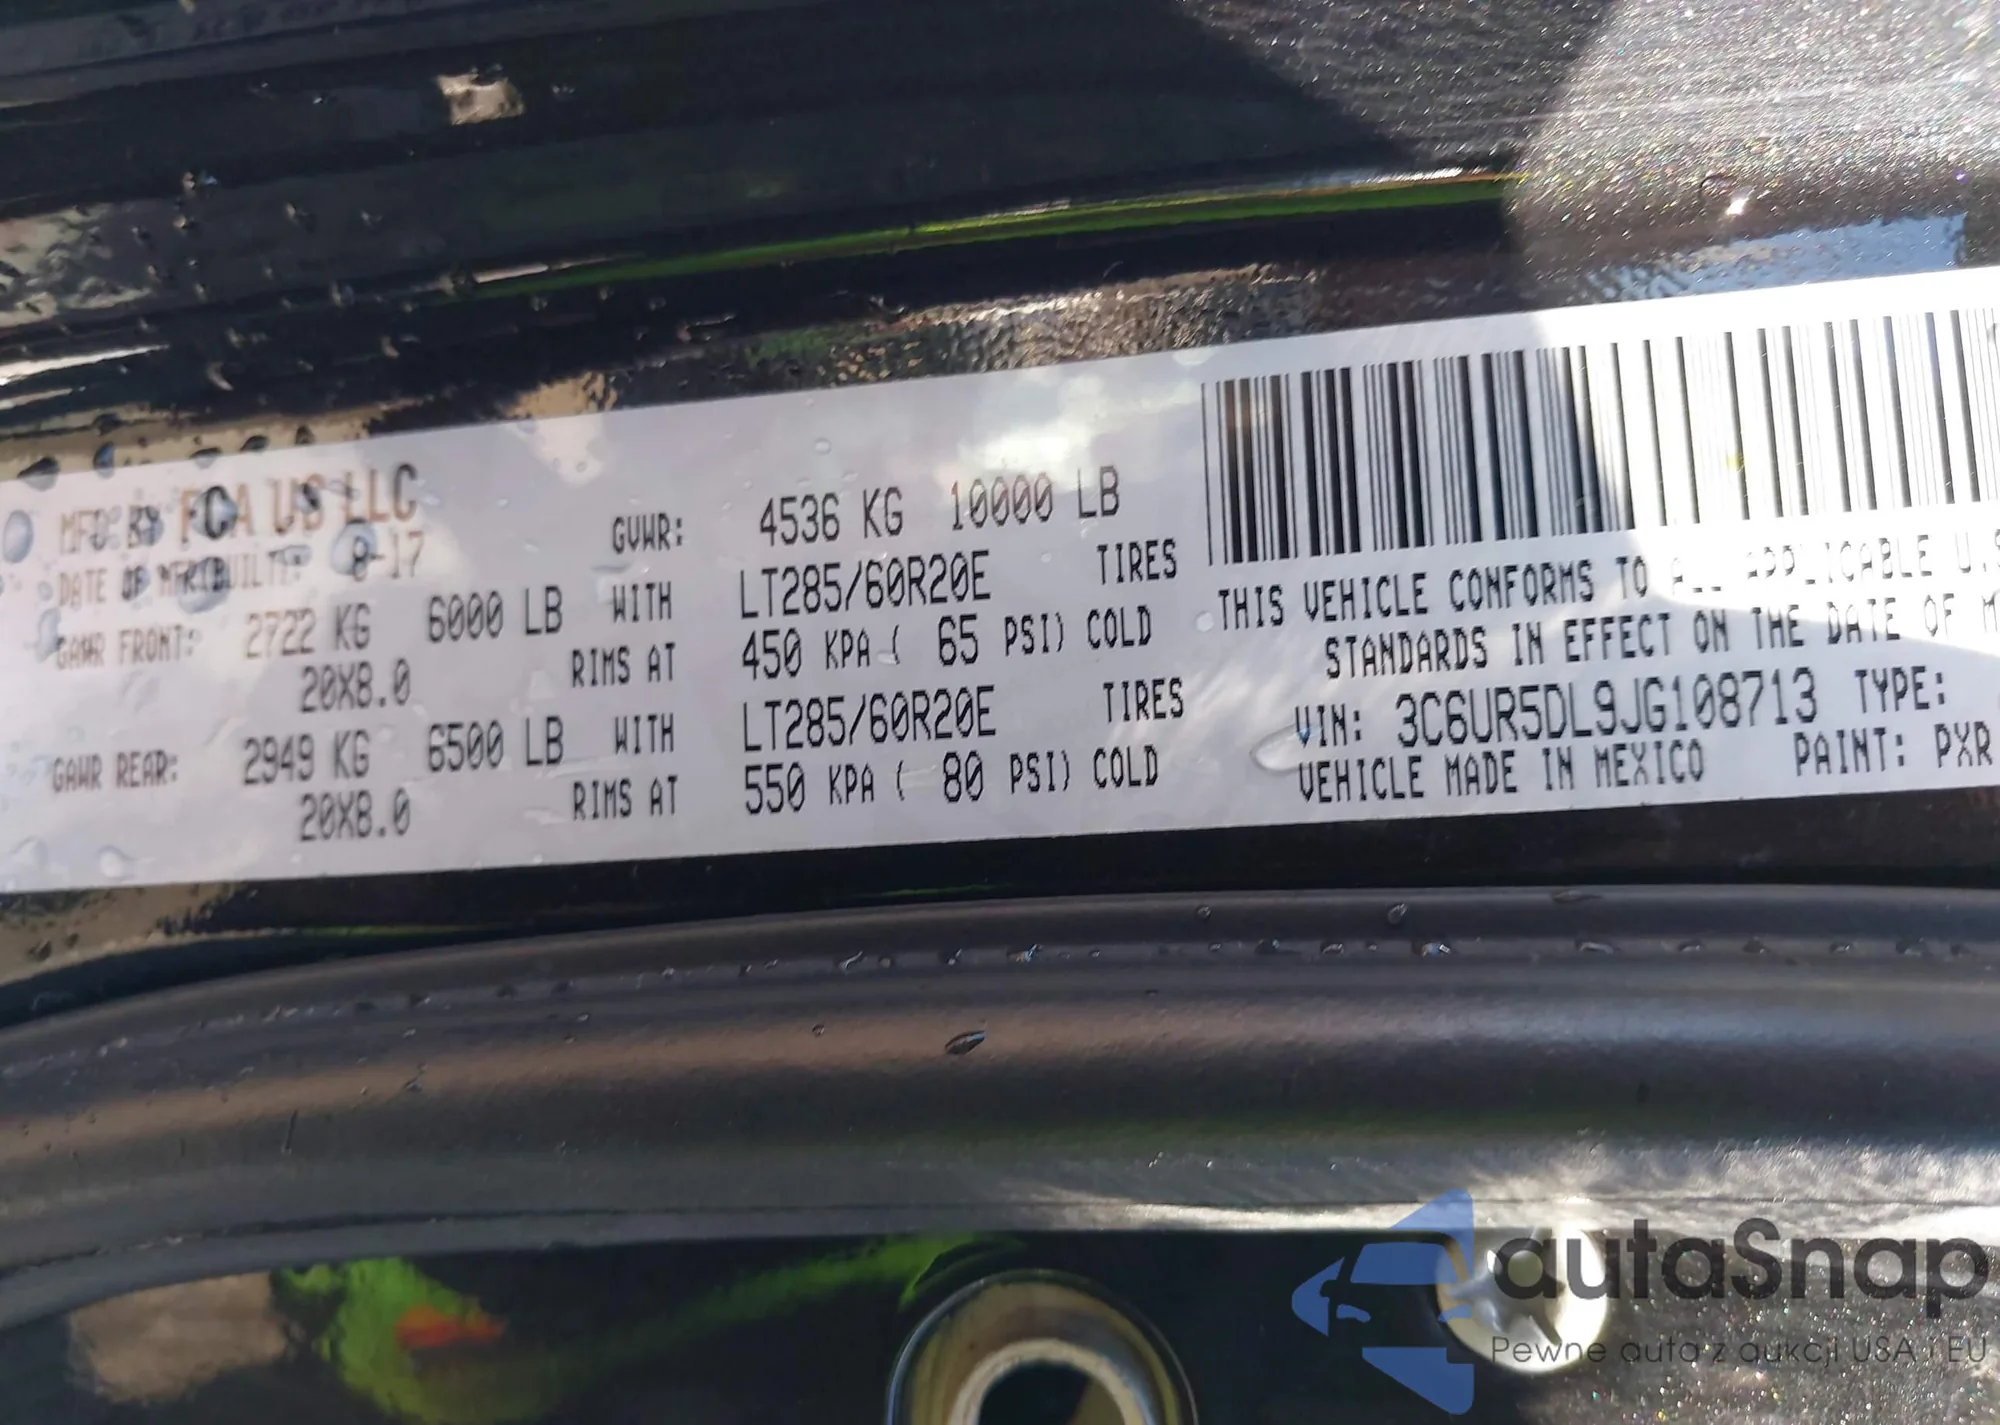 MFD BY FCA US LLC
DATE OF MFR/BUILT: 8-17 GVWR: 4536 KG 10000 LB
GAWR FRONT: 2722 KG 6000 LB WITH LT285/60R20E TIRES
20X8.0 RIMS AT 450 KPA ( 65 PSI) COLD
GAWR REAR: 2949 KG 6500 LB WITH LT285/60R20E TIRES
20X8.0 RIMS AT 550 KPA ( 80 PSI) COLD
THIS VEHICLE CONFORMS TO ALL APPLICABLE U.S
STANDARDS IN EFFECT ON THE DATE OF M
VIN: 3C6UR5DL9JG108713 TYPE:
VEHICLE MADE IN MEXICO PAINT: PXR
autaSnap
Pewne auta z aukcji USA i EU